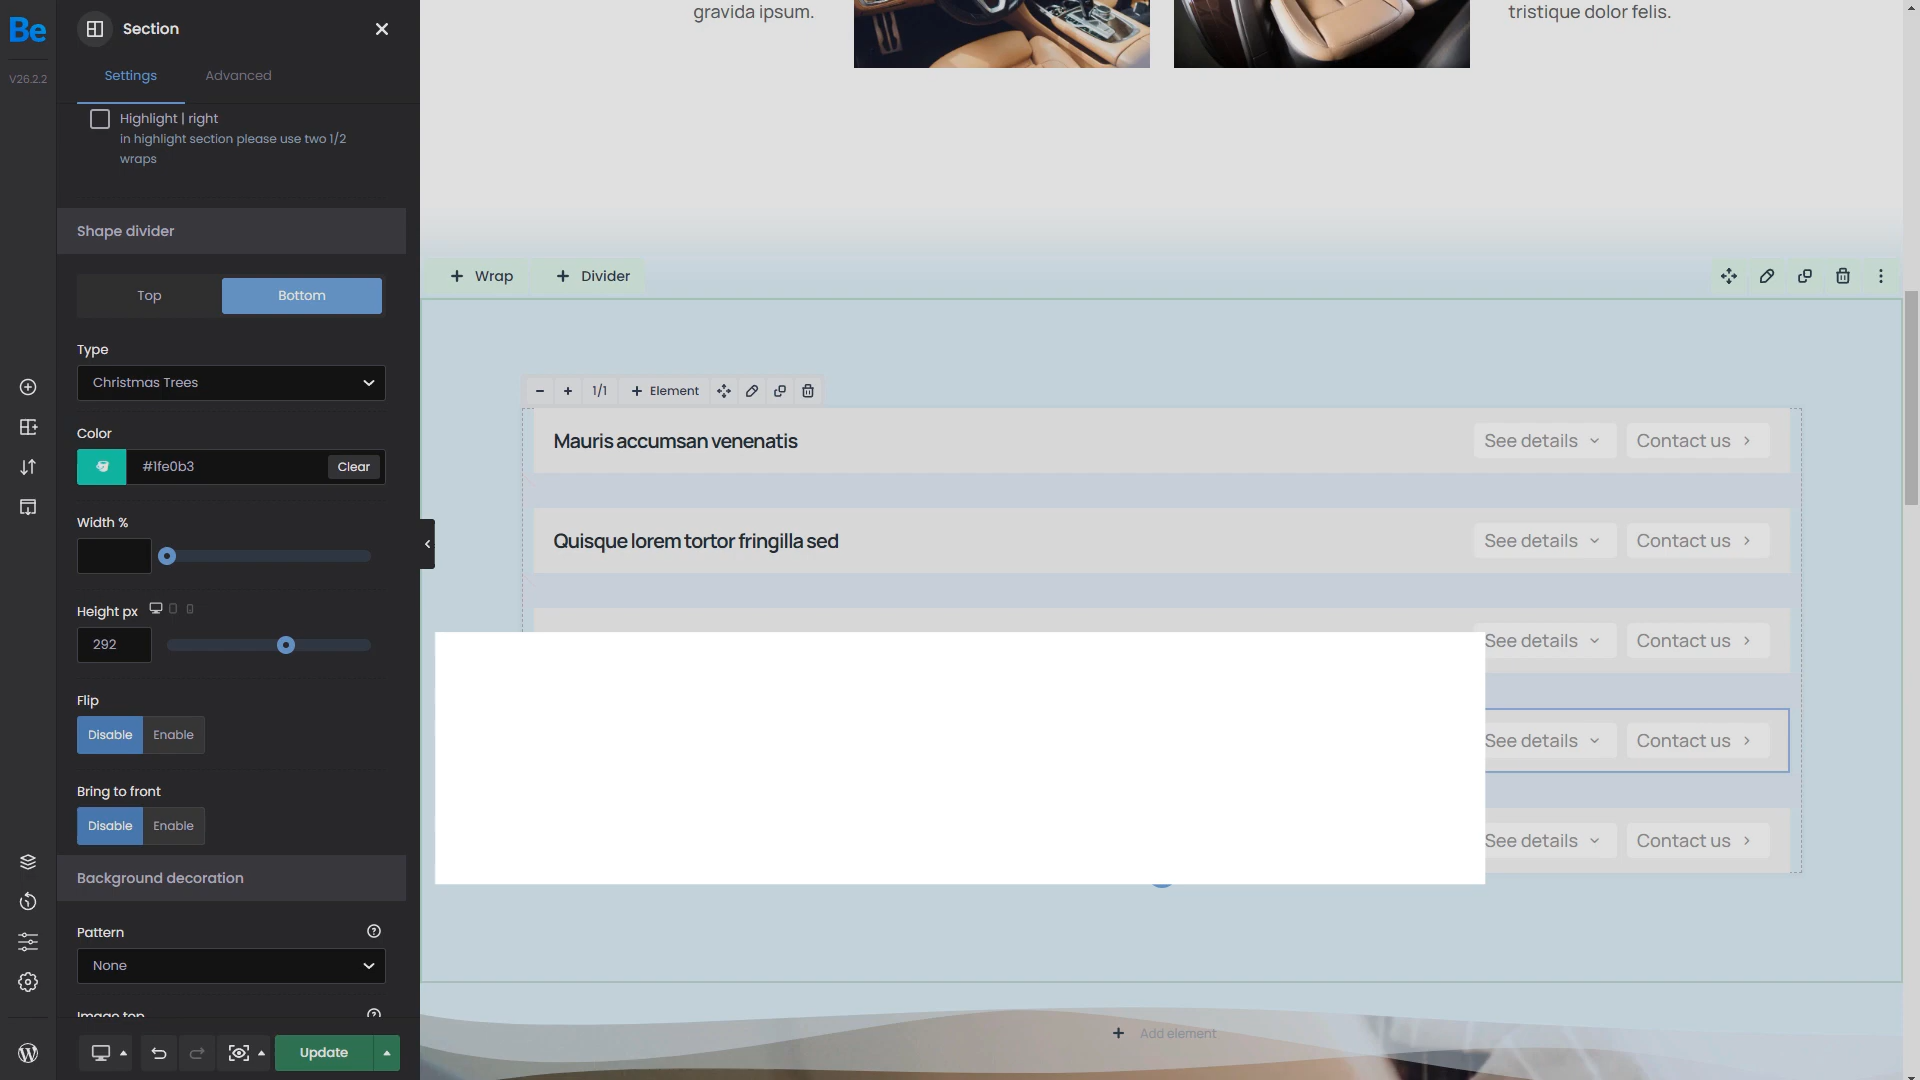 Be
Section
V26.2.2
Settings
Advanced
Highlight | right
in highlight section please use two 1/2
wraps
Shape divider
Top
Bottom
Type
Christmas Trees
Color
#1fe0b3
Clear
Width %
Height px
292
Flip
Disable
Enable
Bring to front
Disable
Enable
Background decoration
Pattern
None
Image top
Update
gravida ipsum.
tristique dolor felis.
Wrap
Divider
1/1
Element
Mauris accumsan venenatis
See details
Contact us
Quisque lorem tortor fringilla sed
See details
Contact us
See details
Contact us
See details
Contact us
See details
Contact us
Add element